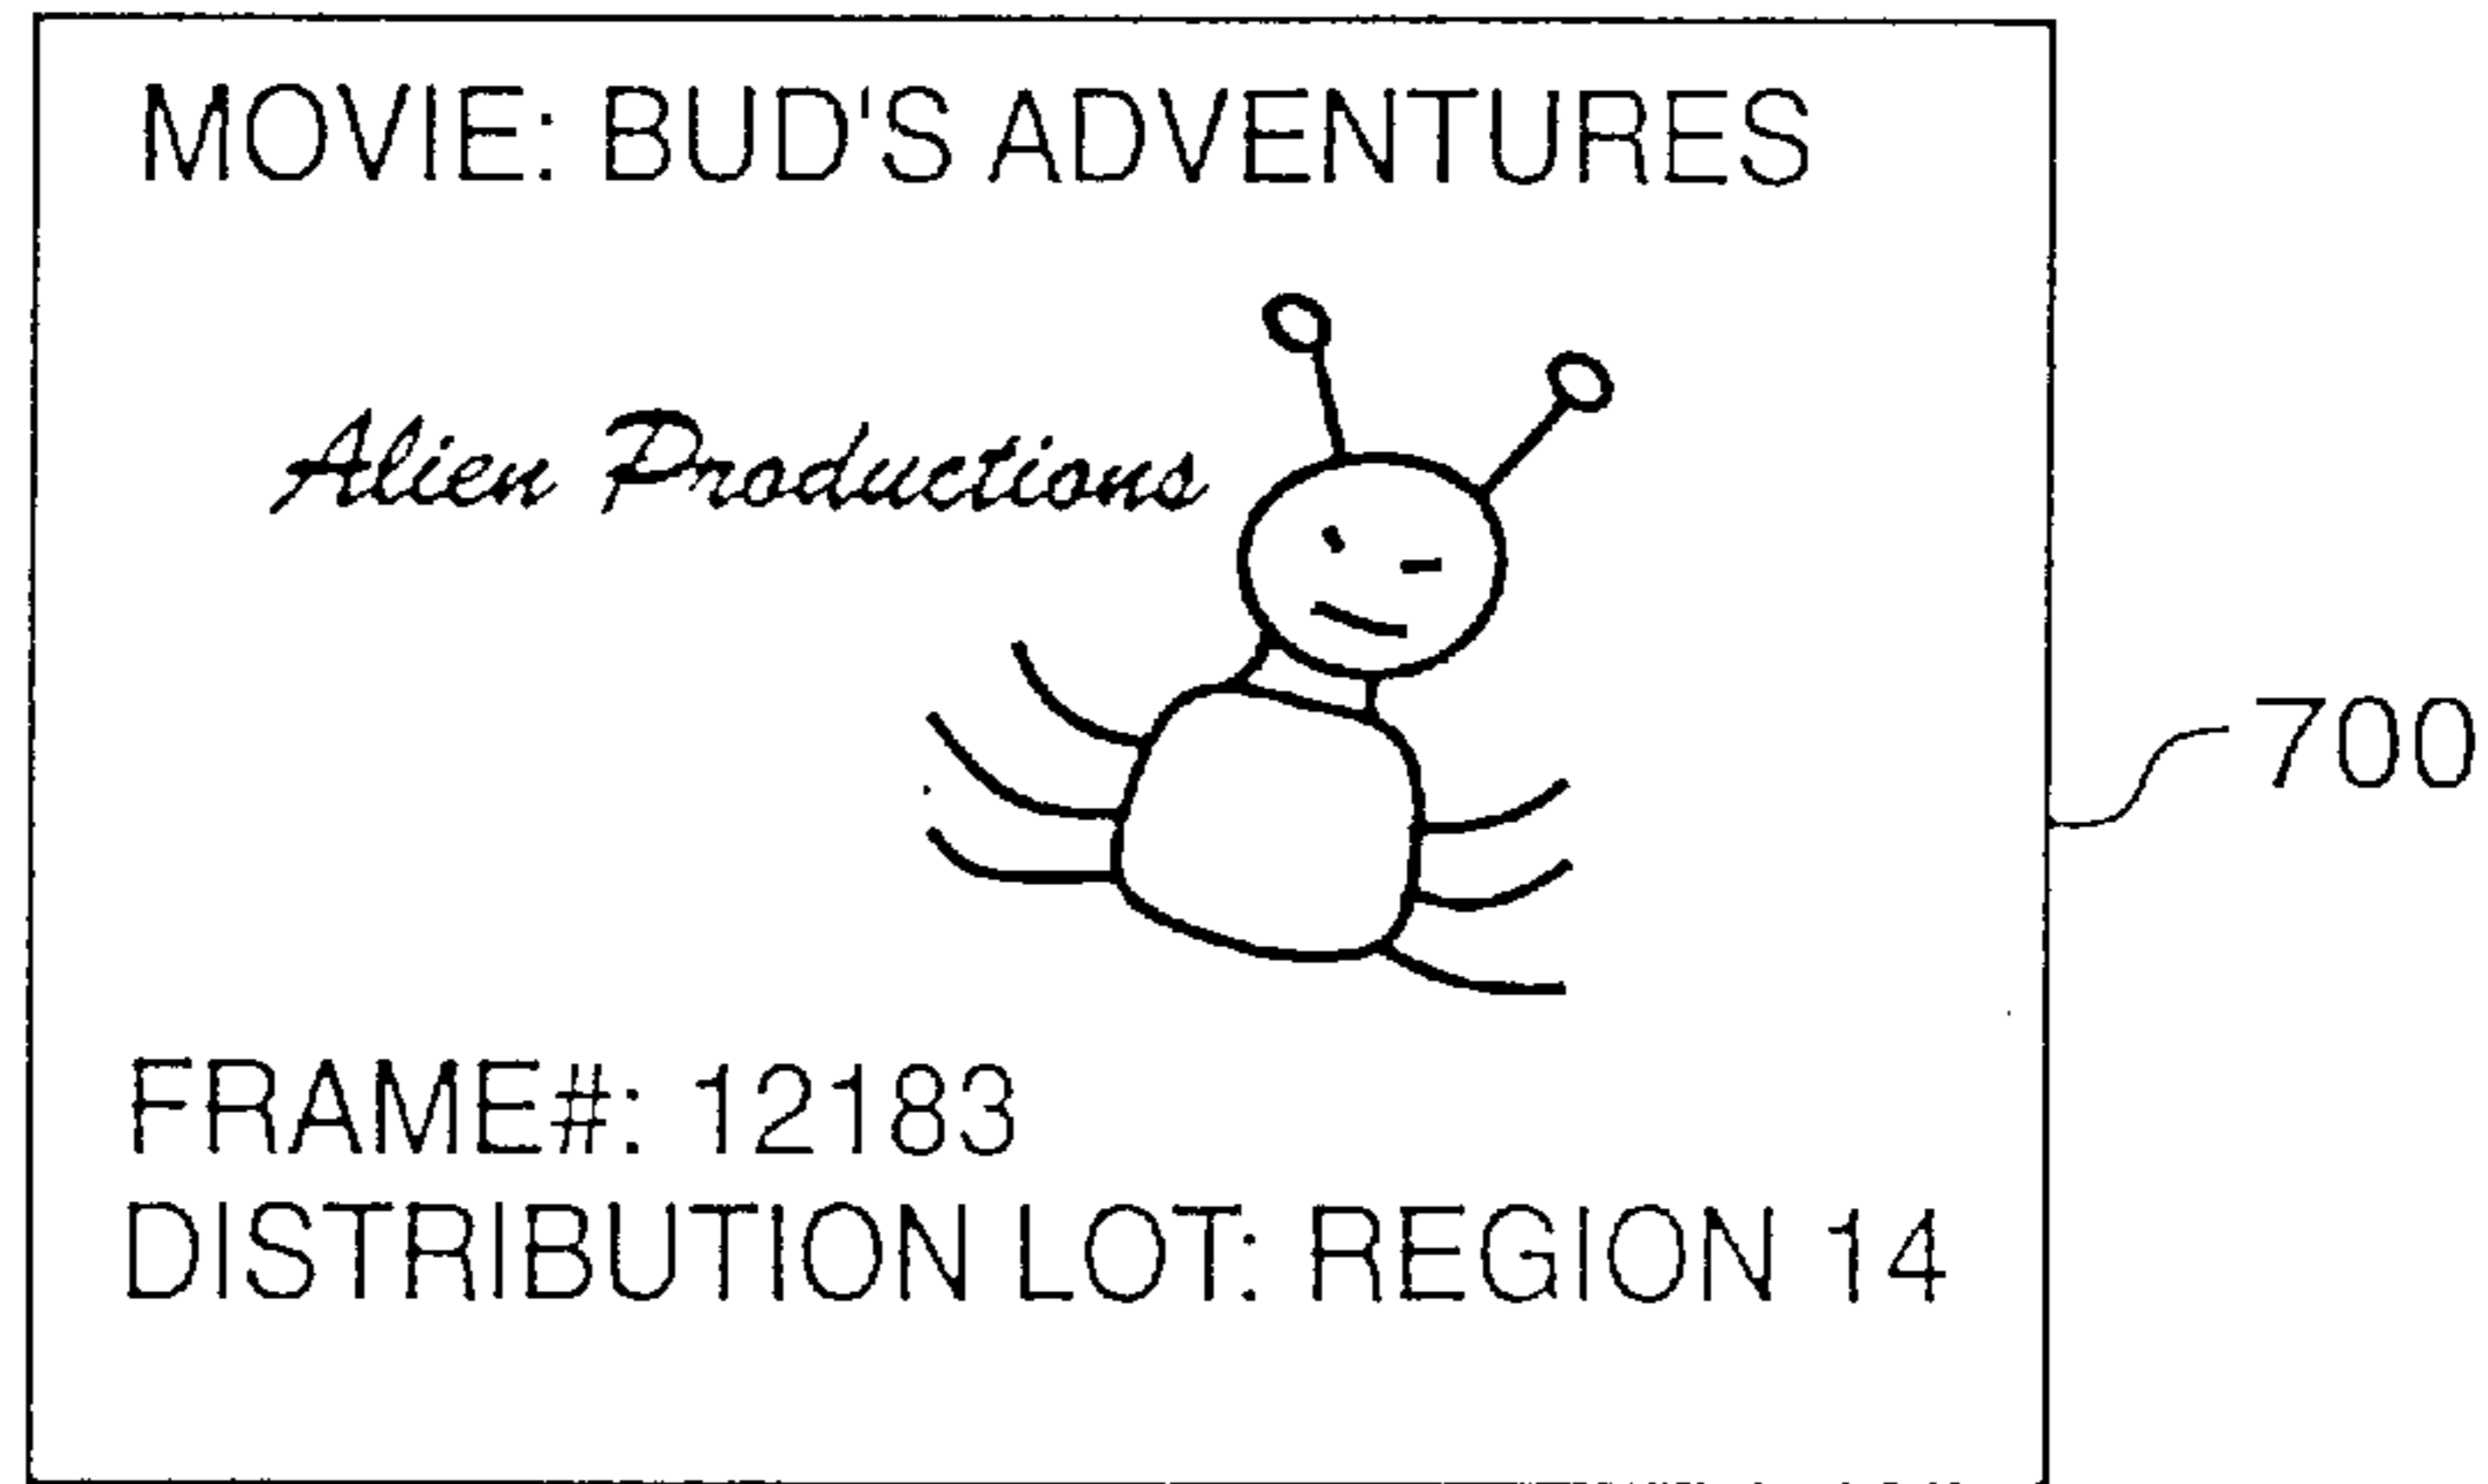 MOVIE: BUD'S ADVENTURES
Alien Productions
700
FRAME#: 12183
DISTRIBUTION LOT: REGION 14